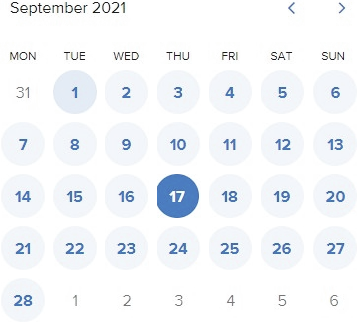 September 2021
MON TUE WED THU FRI SAT SUN
31 1 2 3 4 5 6
7 8 9 10 11 12 13
14 15 16 17 18 19 20
21 22 23 24 25 26 27
28 1 2 3 4 5 6